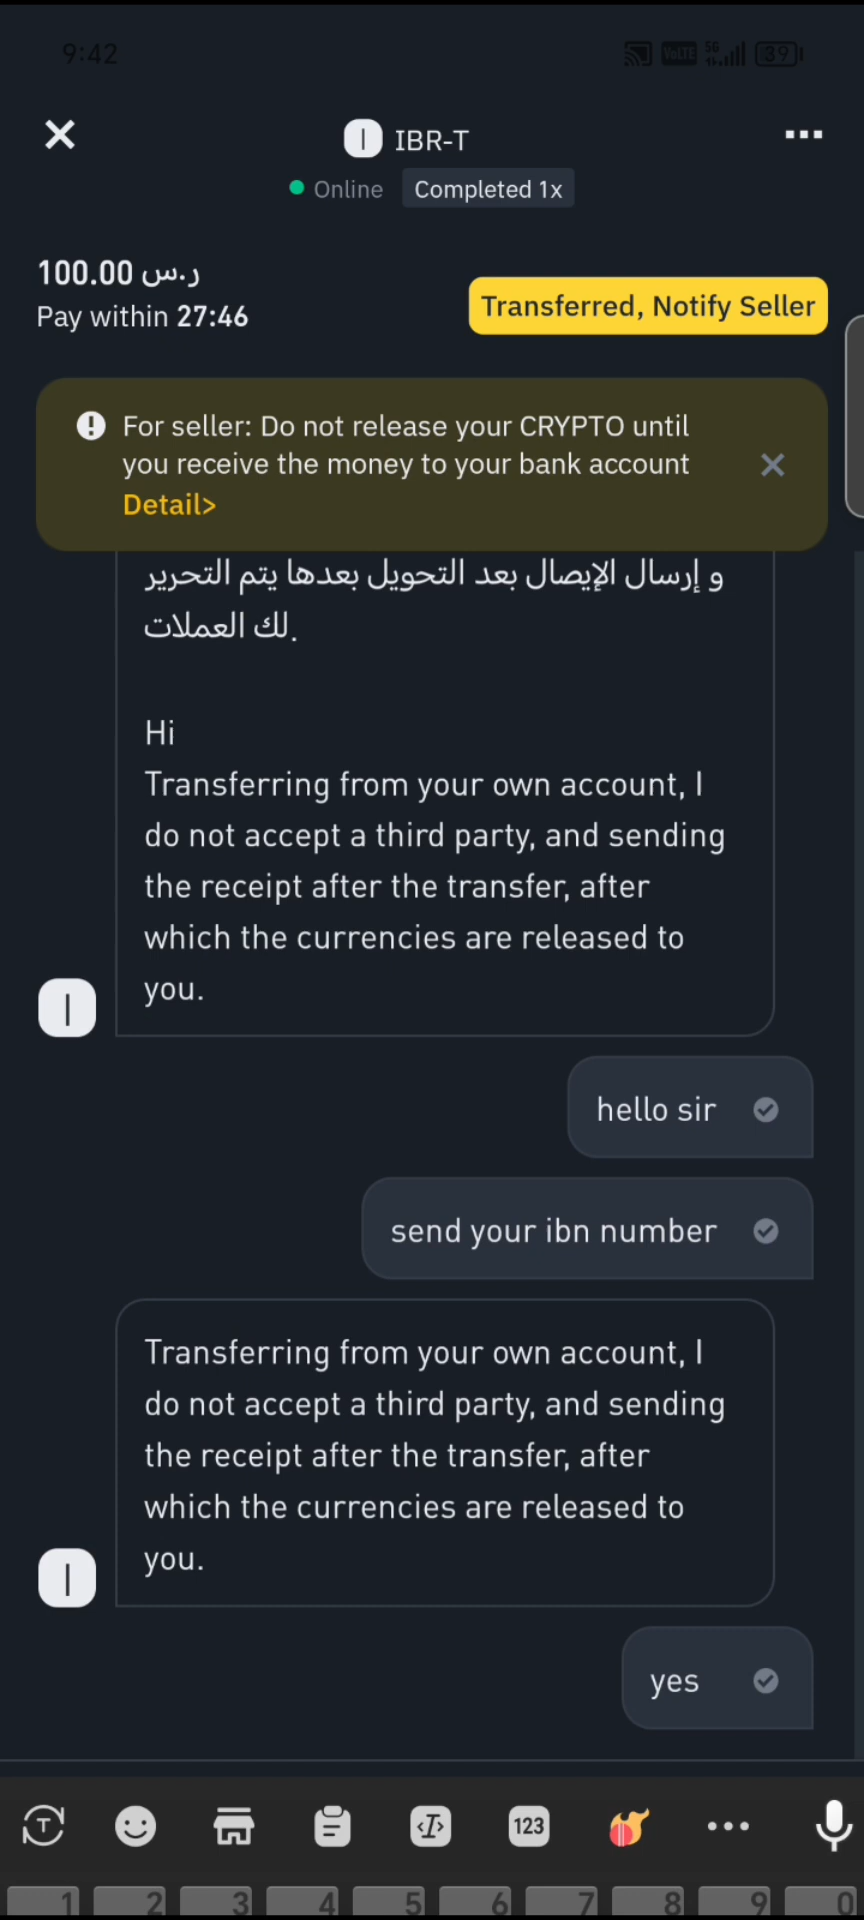 9:42
VoLTE 5G 39
IBR-T
Online Completed 1x
100.00 ر.س
Pay within 27:46
Transferred, Notify Seller
For seller: Do not release your CRYPTO until
you receive the money to your bank account
Detail>
و إرسال الإيصال بعد التحويل بعدها يتم التحرير
لك العملات.
Hi
Transferring from your own account, I
do not accept a third party, and sending
the receipt after the transfer, after
which the currencies are released to
you.
I
hello sir
send your ibn number
Transferring from your own account, I
do not accept a third party, and sending
the receipt after the transfer, after
which the currencies are released to
you.
I
yes
T
123
1 2 3 4 5 6 7 8 9 0